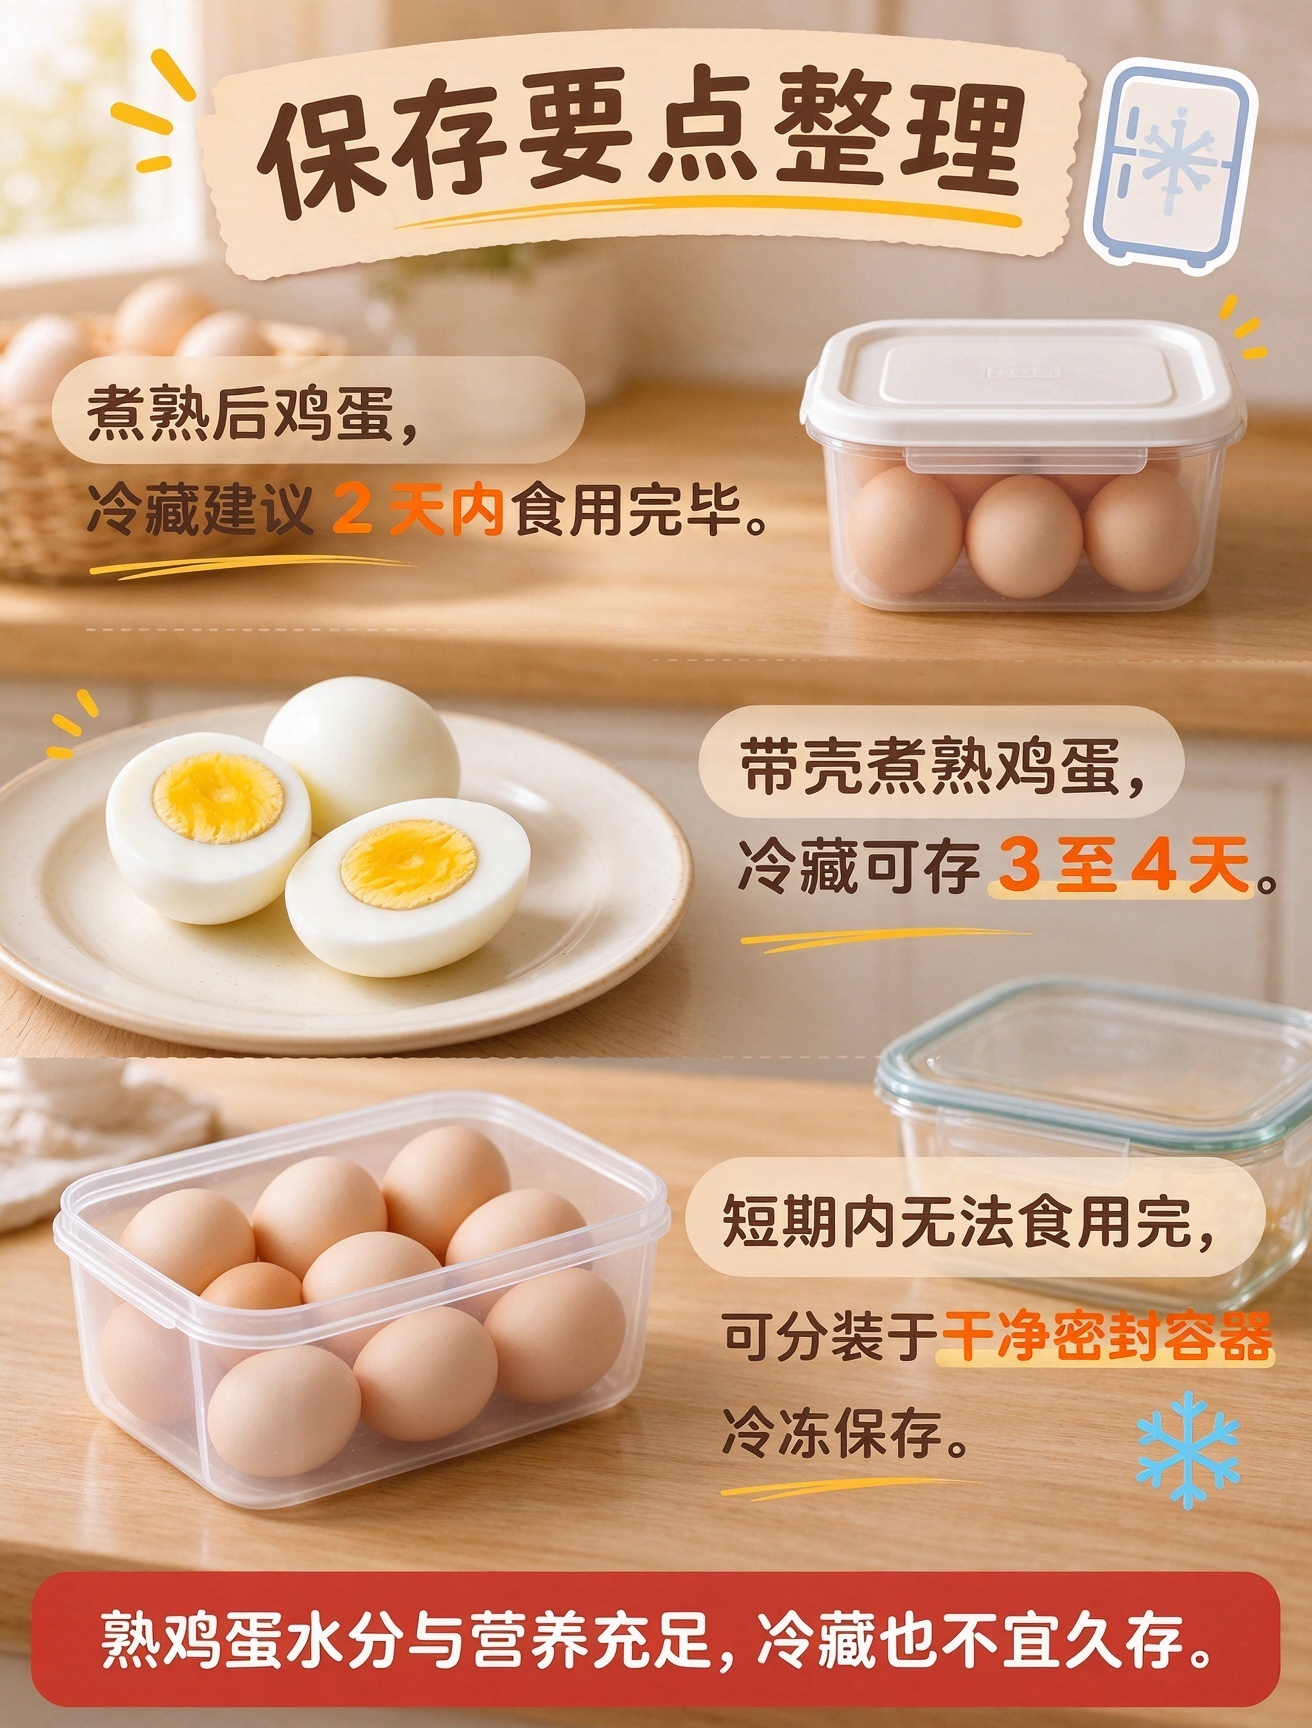 保存要点整理
煮熟后鸡蛋，
冷藏建议2天内食用完毕。
带壳煮熟鸡蛋，
冷藏可存3至4天。
短期内无法食用完，
可分装于干净密封容器
冷冻保存。
熟鸡蛋水分与营养充足，冷藏也不宜久存。